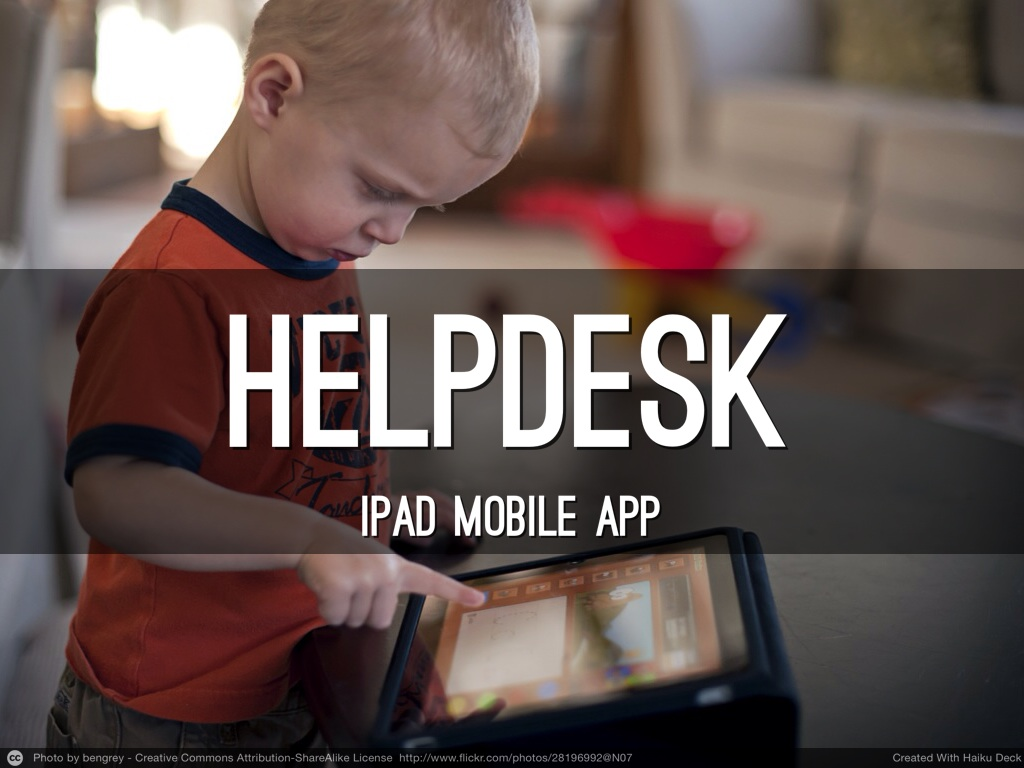 HELPDESK
IPAD MOBILE APP
cc Photo by bengrey - Creative Commons Attribution-ShareAlike License http://www.flickr.com/photos/28196992@N07
Created With Haiku Deck